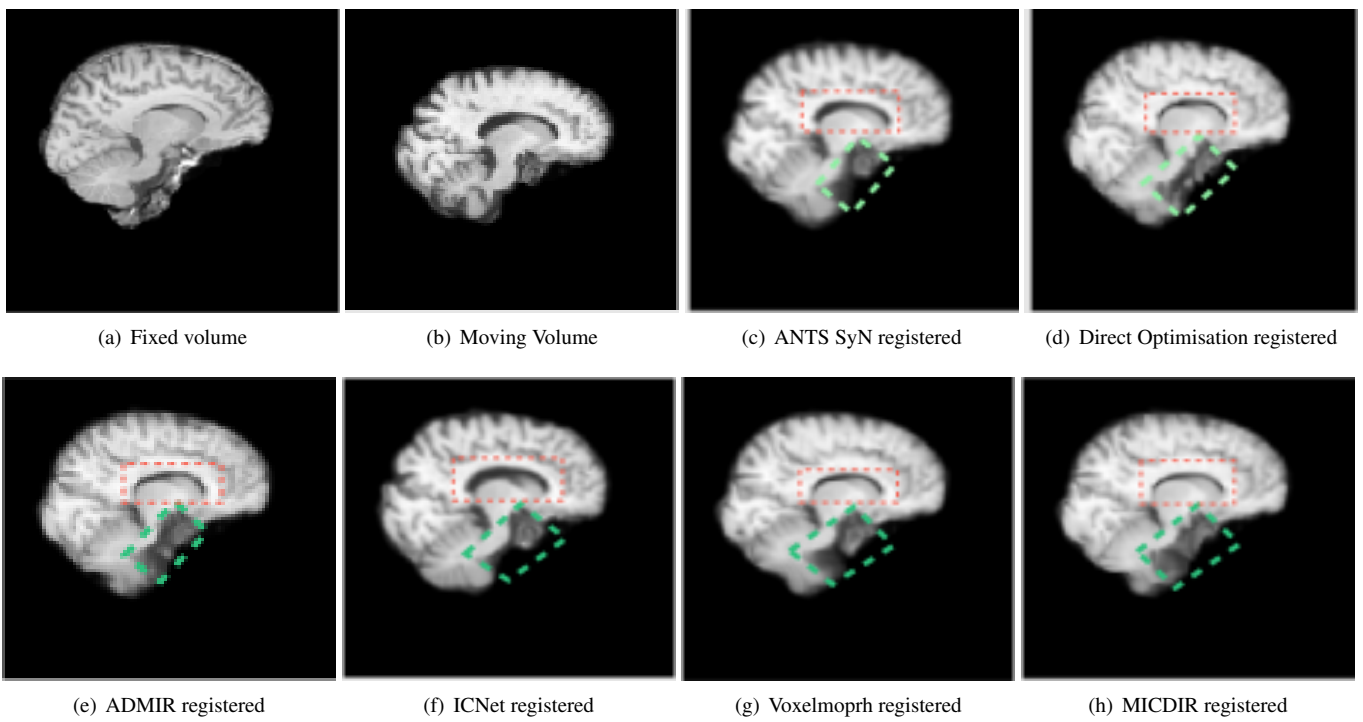 (a) Fixed volume
(b) Moving Volume
(c) ANTS SyN registered
(d) Direct Optimisation registered
(e) ADMIR registered
(f) ICNet registered
(g) Voxelmoprh registered
(h) MICDIR registered